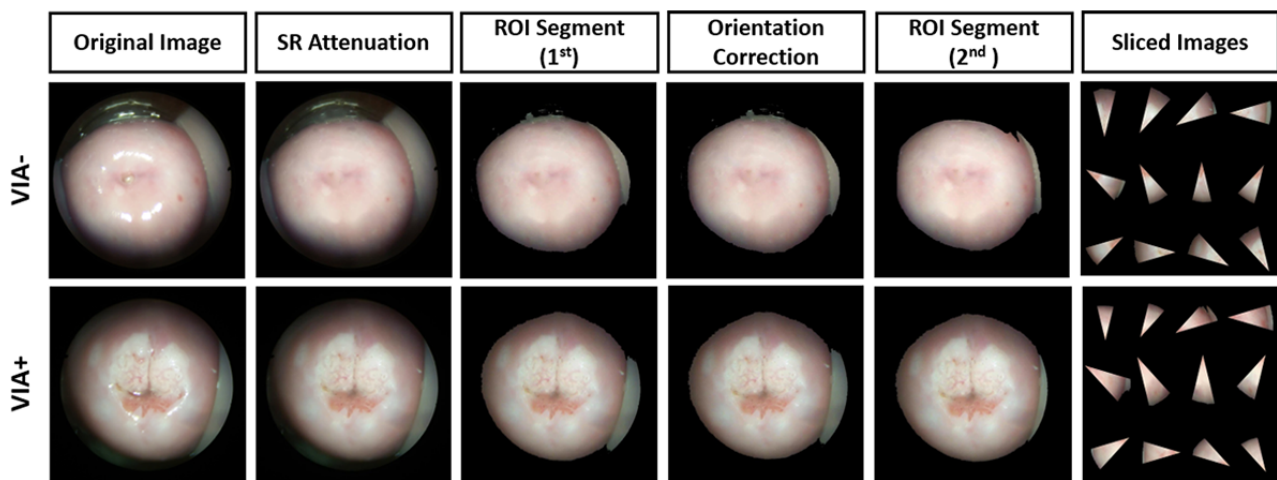 Original Image
SR Attenuation
ROI Segment
(1st)
Orientation
Correction
ROI Segment
(2nd )
Sliced Images
VIA-
VIA+